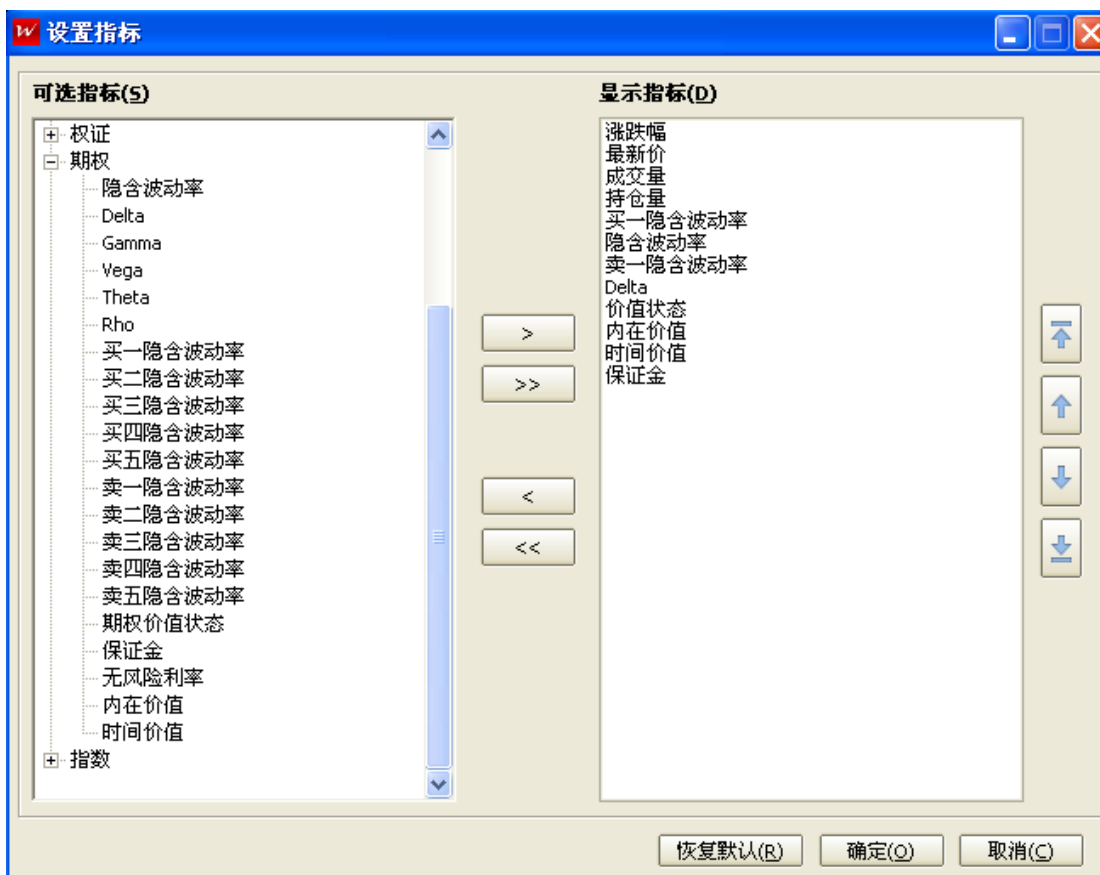 设置指标
可选指标(S)
权证
期权
隐含波动率
Delta
Gamma
Vega
Theta
Rho
买一隐含波动率
买二隐含波动率
买三隐含波动率
买四隐含波动率
买五隐含波动率
卖一隐含波动率
卖二隐含波动率
卖三隐含波动率
卖四隐含波动率
卖五隐含波动率
期权价值状态
保证金
无风险利率
内在价值
时间价值
指数
>
>>
<
<<
显示指标(D)
涨跌幅
最新价
成交量
持仓量
买一隐含波动率
隐含波动率
卖一隐含波动率
Delta
价值状态
内在价值
时间价值
保证金
恢复默认(R)
确定(O)
取消(C)